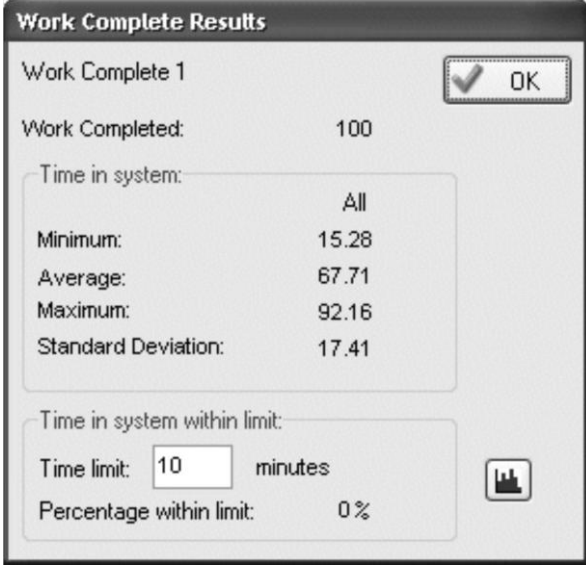 Work Complete Results
Work Complete 1
OK
Work Completed: 100
Time in system:
All
Minimum: 15.28
Average: 67.71
Maximum: 92.16
Standard Deviation: 17.41
Time in system within limit:
Time limit: 10 minutes
Percentage within limit: 0%